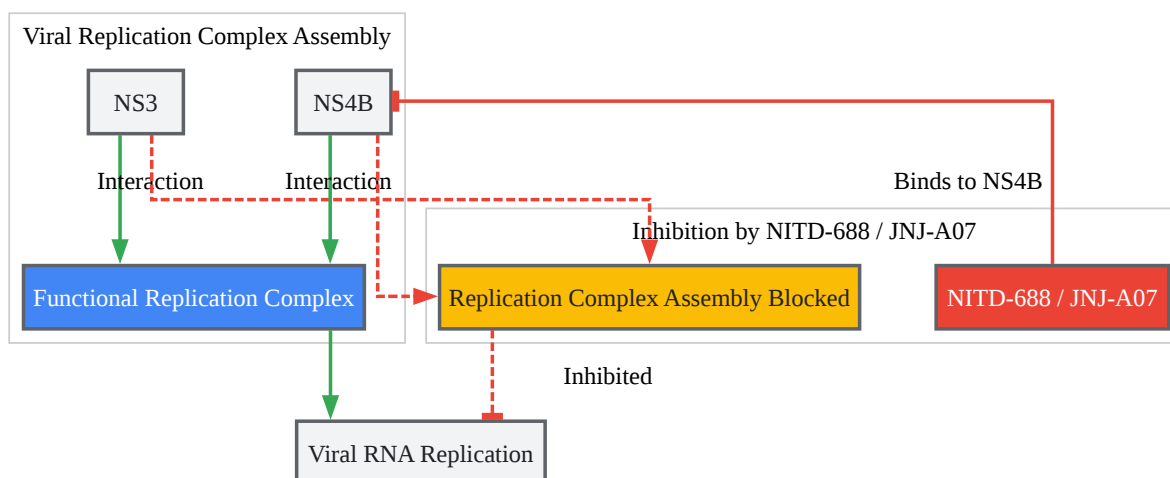 Viral Replication Complex Assembly
NS3
NS4B
Interaction
Interaction
Binds to NS4B
Inhibition by NITD-688 / JNJ-A07
Functional Replication Complex
Replication Complex Assembly Blocked
NITD-688 / JNJ-A07
Inhibited
Viral RNA Replication